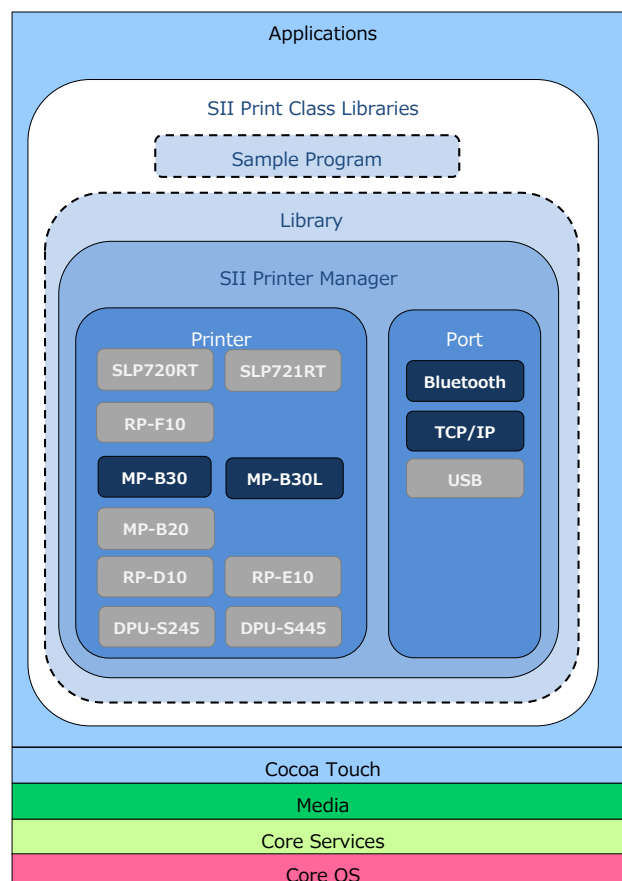 Applications
SII Print Class Libraries
Sample Program
Library
SII Printer Manager
Printer
SLP720RT
SLP721RT
RP-F10
MP-B30
MP-B30L
MP-B20
RP-D10
RP-E10
DPU-S245
DPU-S445
Port
Bluetooth
TCP/IP
USB
Cocoa Touch
Media
Core Services
Core OS